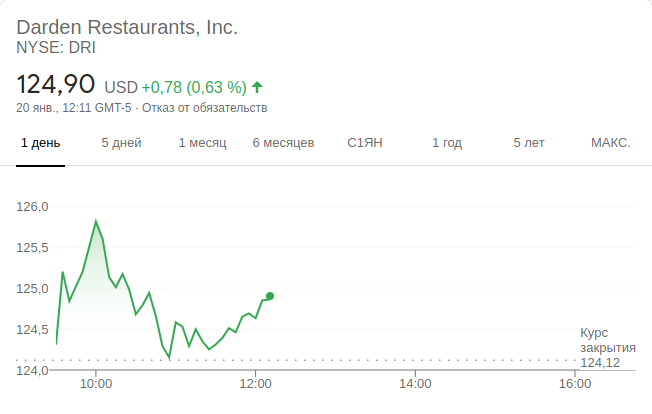 Darden Restaurants, Inc.
NYSE: DRI
124,90 USD +0,78 (0,63 %)
20 янв., 12:11 GMT-5 · Отказ от обязательств
1 день 5 дней 1 месяц 6 месяцев С1ЯН 1 год 5 лет МАКС.
126,0
125,5
125,0
124,5
124,0
Курс
закрытия
124,12
10:00 12:00 14:00 16:00